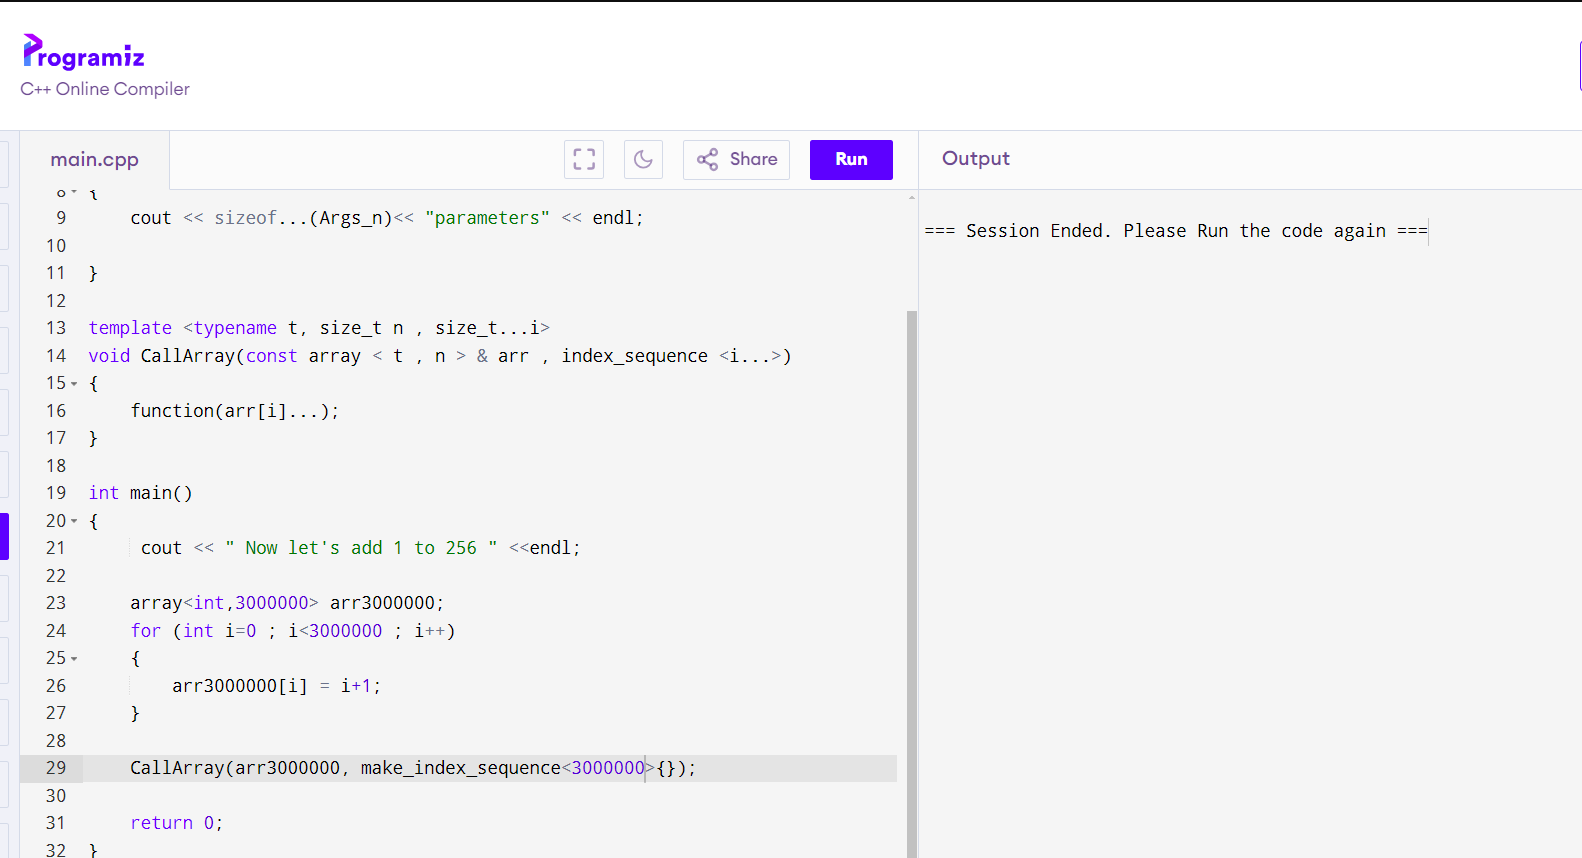 Programiz
C++ Online Compiler
main.cpp
Share
Run
Output
8 {
9 cout << sizeof...(Args_n)<< "parameters" << endl;
=== Session Ended. Please Run the code again ===
10
11 }
12
13 template <typename t, size_t n , size_t...i>
14 void CallArray(const array < t , n > & arr , index_sequence <i...>)
15 {
16 function(arr[i]...);
17 }
18
19 int main()
20 {
21 cout << " Now let's add 1 to 256 " <<endl;
22
23 array<int,3000000> arr3000000;
24 for (int i=0 ; i<3000000 ; i++)
25 {
26 arr3000000[i] = i+1;
27 }
28
29 CallArray(arr3000000, make_index_sequence<3000000>{});
30
31 return 0;
32 }